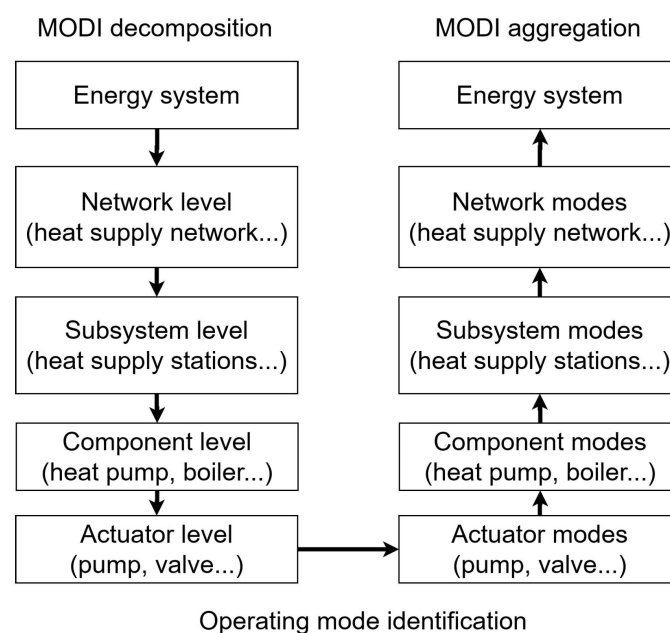 MODI decomposition
Energy system
Network level
(heat supply network...)
Subsystem level
(heat supply stations...)
Component level
(heat pump, boiler...)
Actuator level
(pump, valve...)
MODI aggregation
Energy system
Network modes
(heat supply network...)
Subsystem modes
(heat supply stations...)
Component modes
(heat pump, boiler...)
Actuator modes
(pump, valve...)
Operating mode identification